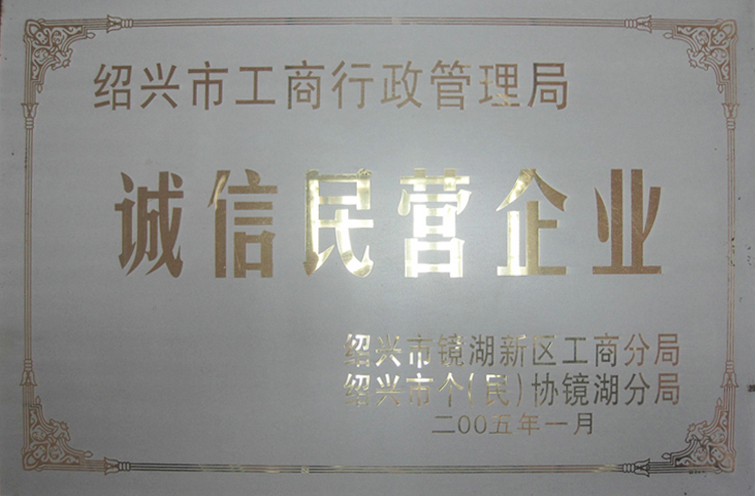 绍兴市工商行政管理局
诚信民营企业
绍兴市镜湖新区工商分局
绍兴市个(民)协镜湖分局
二00五年一月